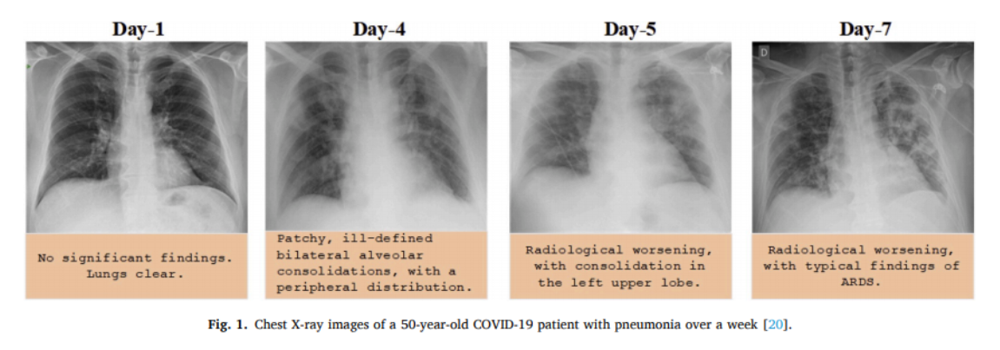 Day-1
Day-4
Day-5
Day-7
D
No significant findings.
Lungs clear.
Patchy, ill-defined
bilateral alveolar
consolidations, with a
peripheral distribution.
Radiological worsening,
with consolidation in
the left upper lobe.
Radiological worsening,
with typical findings of
ARDS.
Fig. 1. Chest X-ray images of a 50-year-old COVID-19 patient with pneumonia over a week [20].